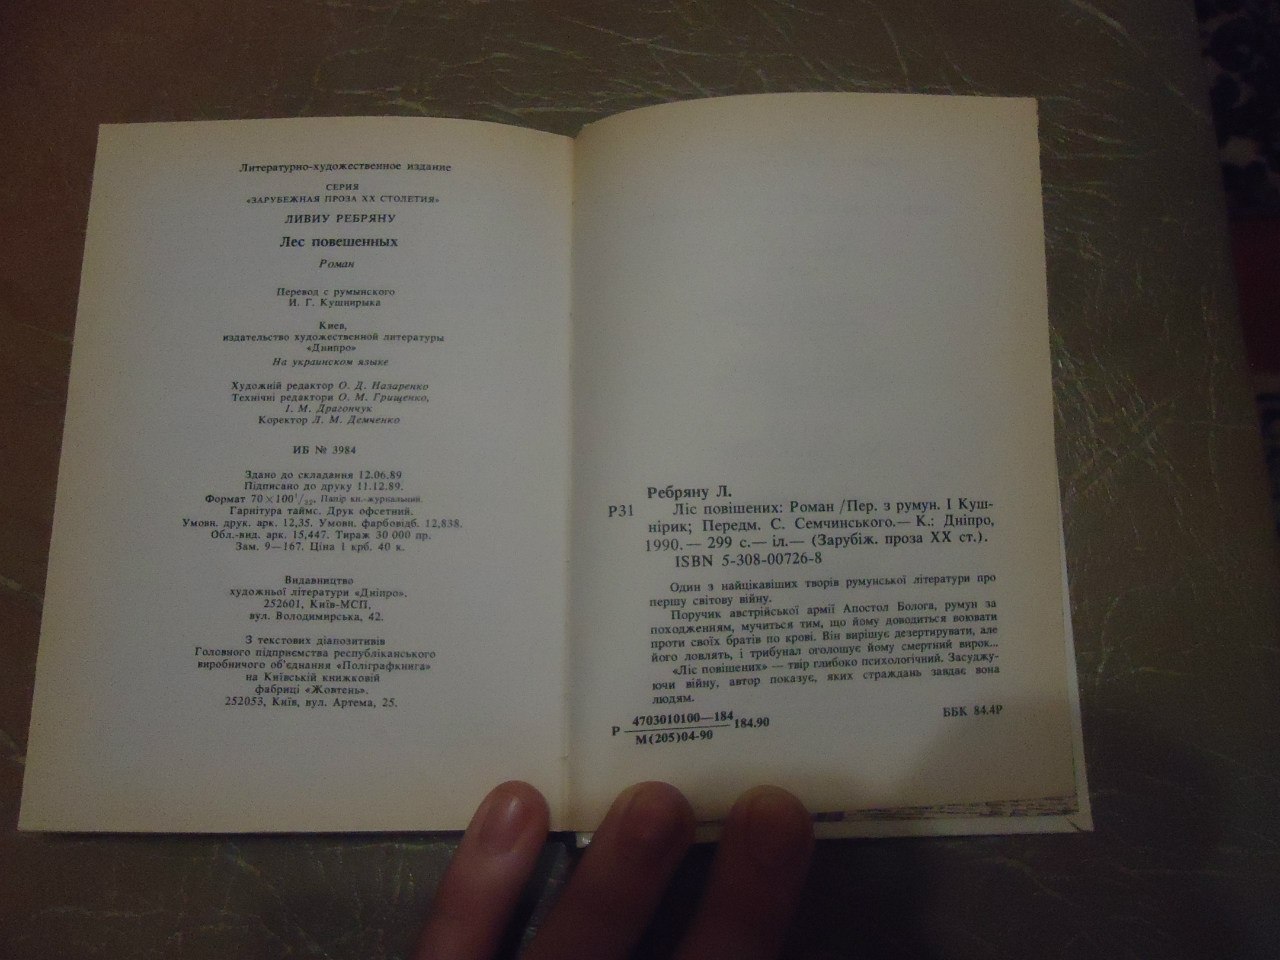 Литературно-художественное издание
СЕРИЯ
«ЗАРУБЕЖНАЯ ПРОЗА XX СТОЛЕТИЯ»
ЛИВИУ РЕБРЯНУ
Лес повешенных
Роман
Перевод с румынского
И. Г. Кушнирыка
Киев,
издательство художественной литературы
«Дніпро»
На украинском языке
Художній редактор О. Д. Назаренко
Технічні редактори О. М. Грищенко,
І. М. Драгончук
Коректор Л. М. Демченко
ИБ № 3984
Здано до складання 12.06.89
Підписано до друку 11.12.89.
Формат 70×100¹/₃₂. Папір кн.-журнальний.
Гарнітура таймс. Друк офсетний.
Умовн. друк. арк. 12,35. Умовн. фарбовідб. 12,838.
Обл.-вид. арк. 15,447. Тираж 30 000 пр.
Зам. 9—167. Ціна 1 крб. 40 к.
Видавництво
художньої літератури «Дніпро».
252601, Київ-МСП,
вул. Володимирська, 42.
З текстових діапозитивів
Головного підприємства республіканського
виробничого об'єднання «Поліграфкнига»
на Київській книжковій
фабриці «Жовтень».
252053, Київ, вул. Артема, 25.
Ребряну Л.
Р31 Ліс повішених: Роман /Пер. з румун. І Куш-
нірик; Передм. С. Семчинського.— К.: Дніпро,
1990.— 299 с.— іл.— (Зарубіж. проза XX ст.).
ISBN 5-308-00726-8
Один з найцікавіших творів румунської літератури про
першу світову війну.
Поручик австрійської армії Апостол Болога, румун за
походженням, мучиться тим, що йому доводиться воювати
проти своїх братів по крові. Він вирішує дезертирувати, але
його ловлять, і трибунал оголошує йому смертний вирок...
«Ліс повішених» — твір глибоко психологічний. Засуджу-
ючи війну, автор показує, яких страждань завдає вона
людям.
Р 4703010100—184 184.90
М(205)04-90
ББК 84.4Р